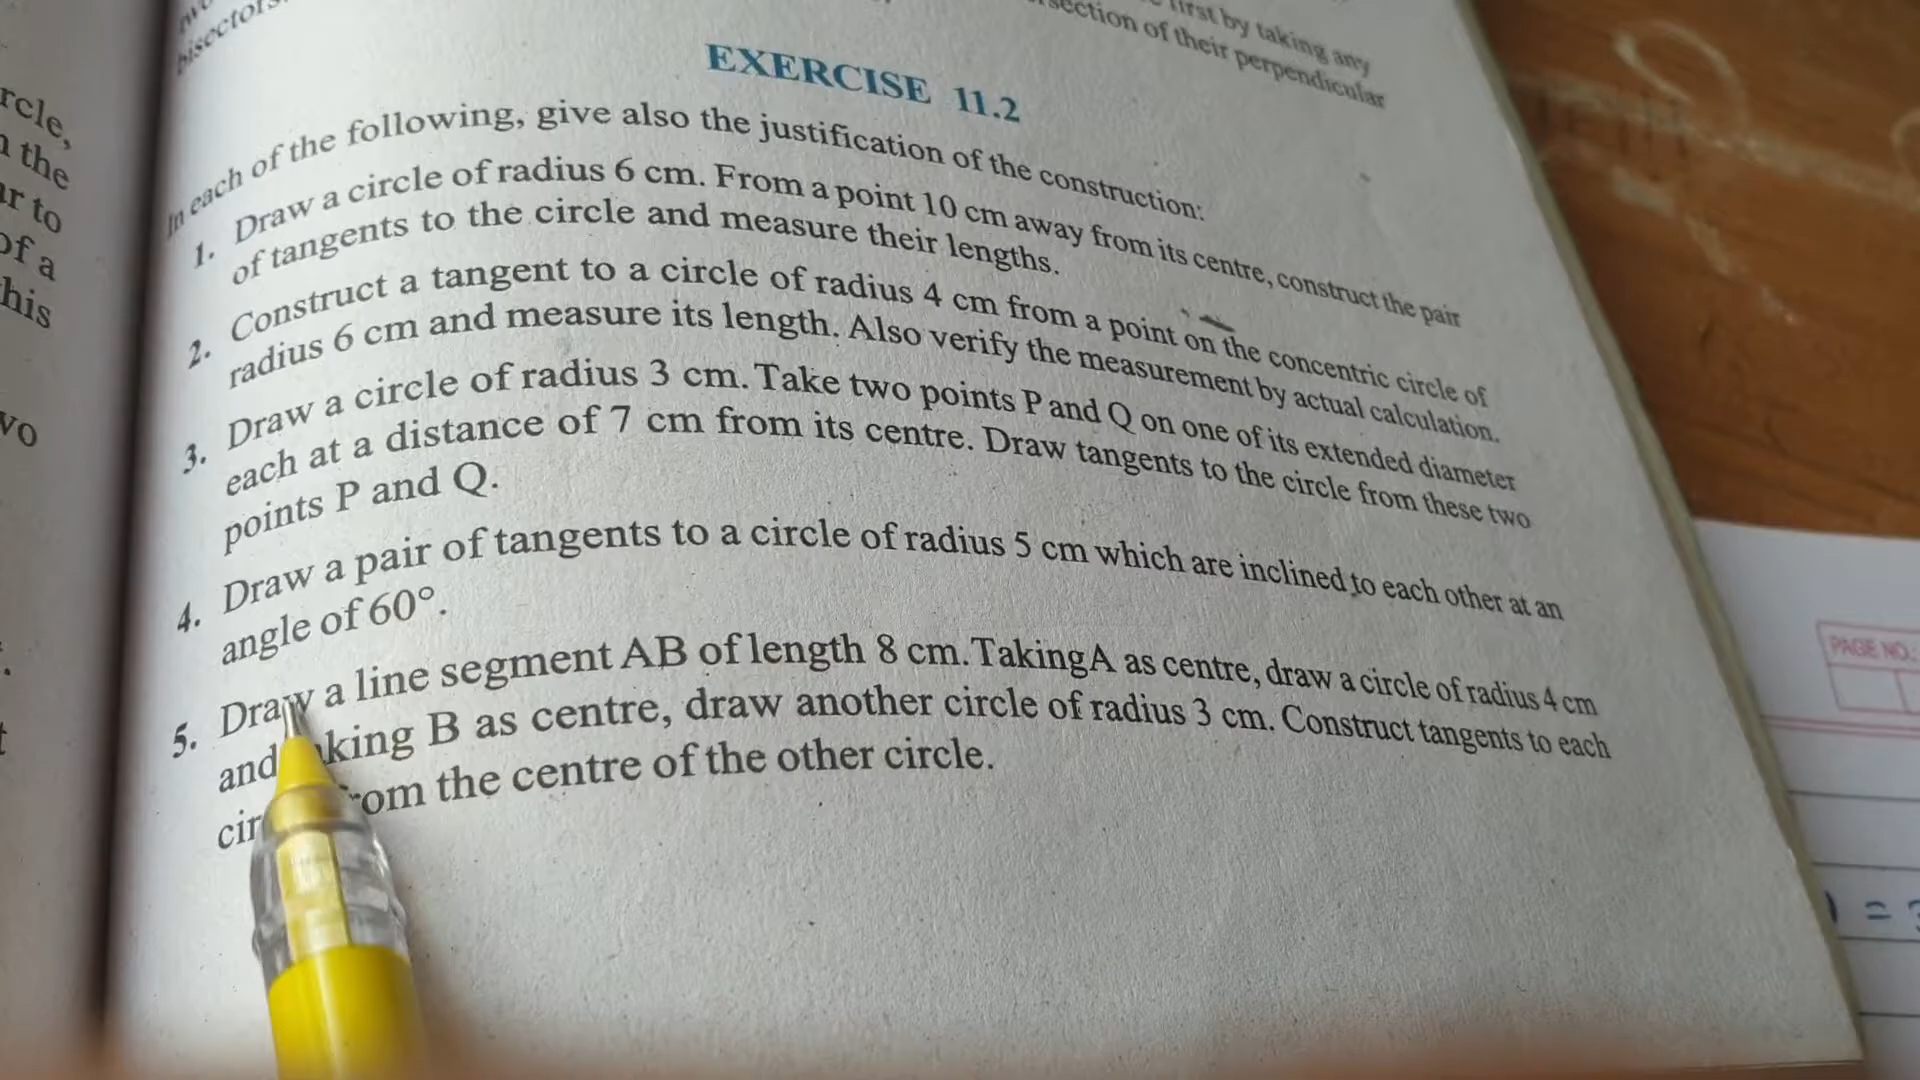 rcle,
the
ar to
of a
his
vo
bisectors.
first by taking any
section of their perpendicular
EXERCISE 11.2
In each of the following, give also the justification of the construction:
1. Draw a circle of radius 6 cm. From a point 10 cm away from its centre, construct the pair
of tangents to the circle and measure their lengths.
2. Construct a tangent to a circle of radius 4 cm from a point on the concentric circle of
radius 6 cm and measure its length. Also verify the measurement by actual calculation.
3. Draw a circle of radius 3 cm. Take two points P and Q on one of its extended diameter
each at a distance of 7 cm from its centre. Draw tangents to the circle from these two
points P and Q.
4. Draw a pair of tangents to a circle of radius 5 cm which are inclined to each other at an
angle of 60°.
5. Draw a line segment AB of length 8 cm. Taking A as centre, draw a circle of radius 4 cm
and king B as centre, draw another circle of radius 3 cm. Construct tangents to each
cir rom the centre of the other circle.
PAGE NO.:
) =